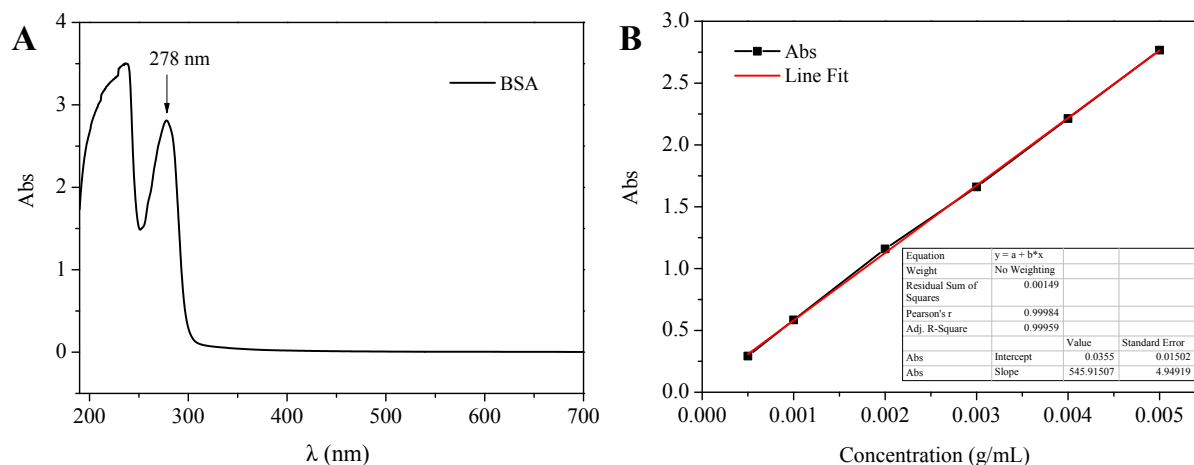 A
4
3
2
1
0
Abs
278 nm
BSA
200 300 400 500 600 700
λ (nm)
B
3.0
2.5
2.0
1.5
1.0
0.5
0.0
Abs
Abs
Line Fit
Equation y = a + b*x
Weight No Weighting
Residual Sum of
Squares 0.00149
Pearson's r 0.99984
Adj. R-Square 0.99959
Value Standard Error
Abs Intercept 0.0355 0.01502
Abs Slope 545.91507 4.94919
0.000 0.001 0.002 0.003 0.004 0.005
Concentration (g/mL)